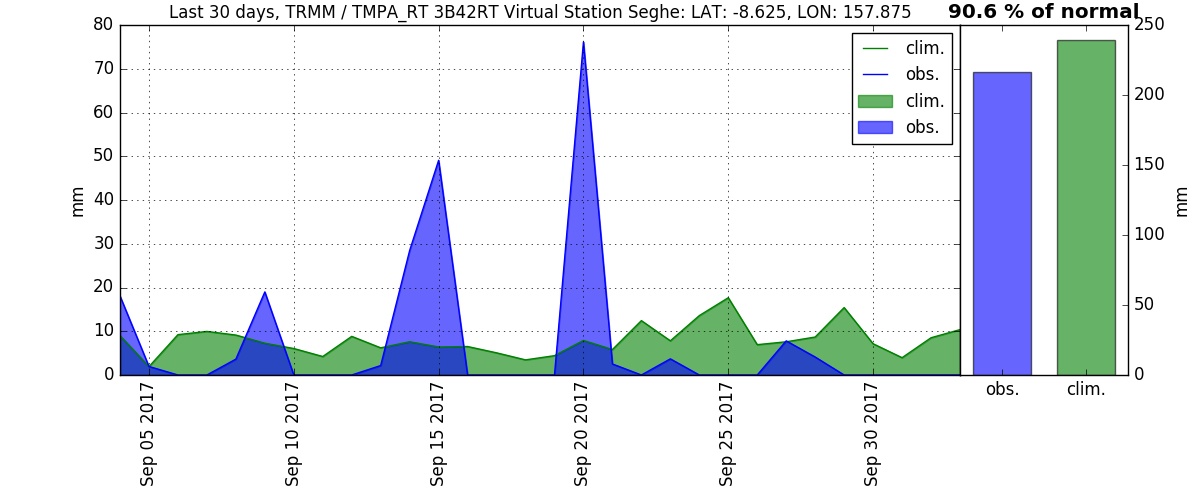 Last 30 days, TRMM / TMPA_RT 3B42RT Virtual Station Seghe: LAT: -8.625, LON: 157.875
90.6 % of normal
80
70
60
50
40
30
20
10
0
mm
clim.
obs.
clim.
obs.
Sep 05 2017
Sep 10 2017
Sep 15 2017
Sep 20 2017
Sep 25 2017
Sep 30 2017
250
200
150
100
50
0
mm
obs.
clim.